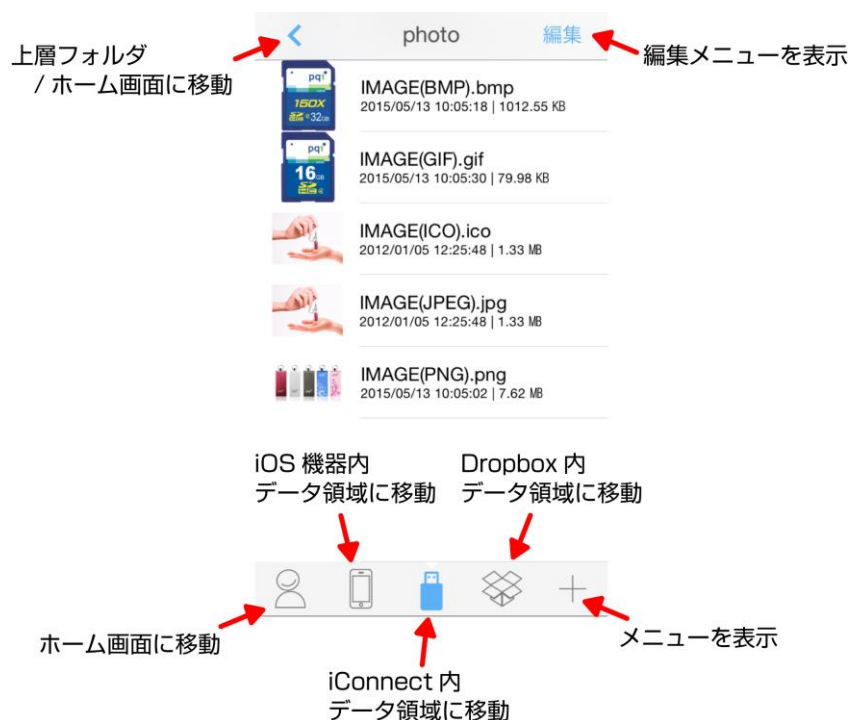 photo
編集
上層フォルダ
/ ホーム画面に移動
編集メニューを表示
pqi
150X
32GB
IMAGE(BMP).bmp
2015/05/13 10:05:18 | 1012.55 KB
pqi
16GB
IMAGE(GIF).gif
2015/05/13 10:05:30 | 79.98 KB
IMAGE(ICO).ico
2012/01/05 12:25:48 | 1.33 MB
IMAGE(JPEG).jpg
2012/01/05 12:25:48 | 1.33 MB
IMAGE(PNG).png
2015/05/13 10:05:02 | 7.62 MB
iOS 機器内
データ領域に移動
Dropbox 内
データ領域に移動
ホーム画面に移動
メニューを表示
iConnect 内
データ領域に移動